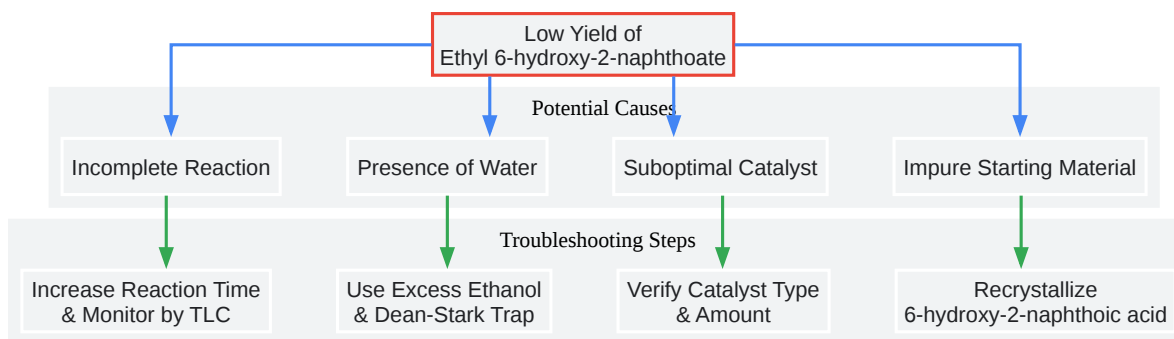 Low Yield of
Ethyl 6-hydroxy-2-naphthoate
Potential Causes
Incomplete Reaction
Presence of Water
Suboptimal Catalyst
Impure Starting Material
Troubleshooting Steps
Increase Reaction Time
& Monitor by TLC
Use Excess Ethanol
& Dean-Stark Trap
Verify Catalyst Type
& Amount
Recrystallize
6-hydroxy-2-naphthoic acid